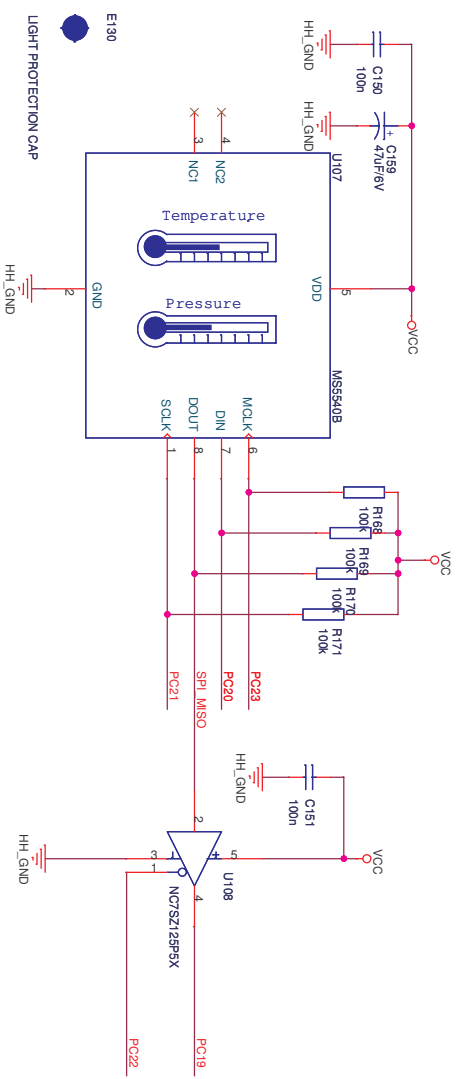 E130
LIGHT PROTECTION CAP
HH_GND
C150
100n
HH_GND
C159
47uF/6V
+
VCC
U107
MS5540B
3
NC1
4
NC2
Temperature
Pressure
VDD
5
GND
2
HH_GND
SCLK
1
DOUT
8
DIN
7
MCLK
6
R168
100k
R169
100k
R170
100k
R171
100k
VCC
PC21
SPI_MISO
PC20
PC23
HH_GND
C151
100n
VCC
2
3
1
5
4
U108
NC7SZ125P5X
HH_GND
PC19
PC22